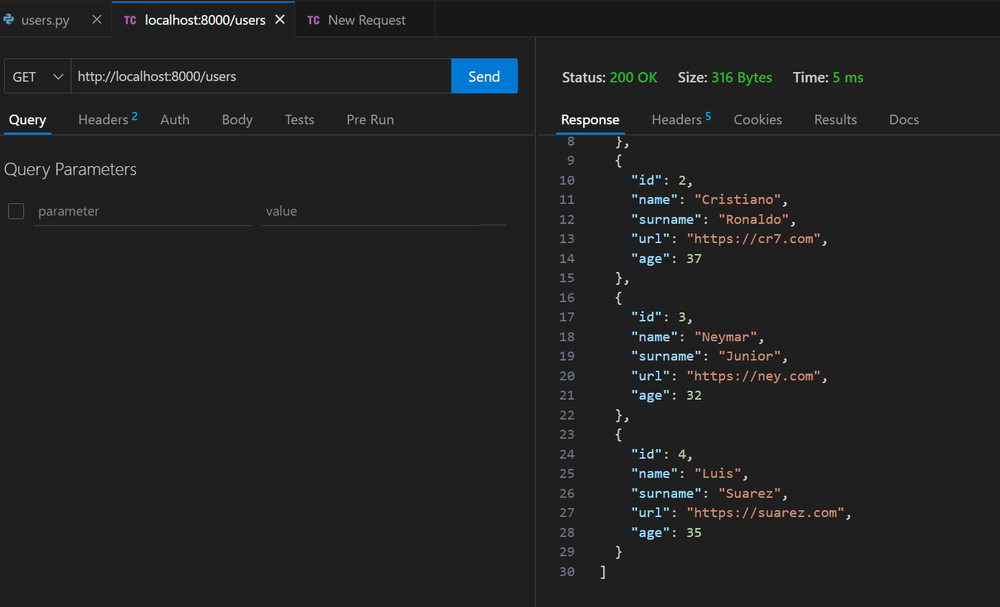 users.py
TC localhost:8000/users
TC New Request
GET http://localhost:8000/users Send
Query Headers 2 Auth Body Tests Pre Run
Query Parameters
parameter value
Status: 200 OK Size: 316 Bytes Time: 5 ms
Response Headers 5 Cookies Results Docs
8 },
9 {
10 "id": 2,
11 "name": "Cristiano",
12 "surname": "Ronaldo",
13 "url": "https://cr7.com",
14 "age": 37
15 },
16 {
17 "id": 3,
18 "name": "Neymar",
19 "surname": "Junior",
20 "url": "https://ney.com",
21 "age": 32
22 },
23 {
24 "id": 4,
25 "name": "Luis",
26 "surname": "Suarez",
27 "url": "https://suarez.com",
28 "age": 35
29 }
30 ]